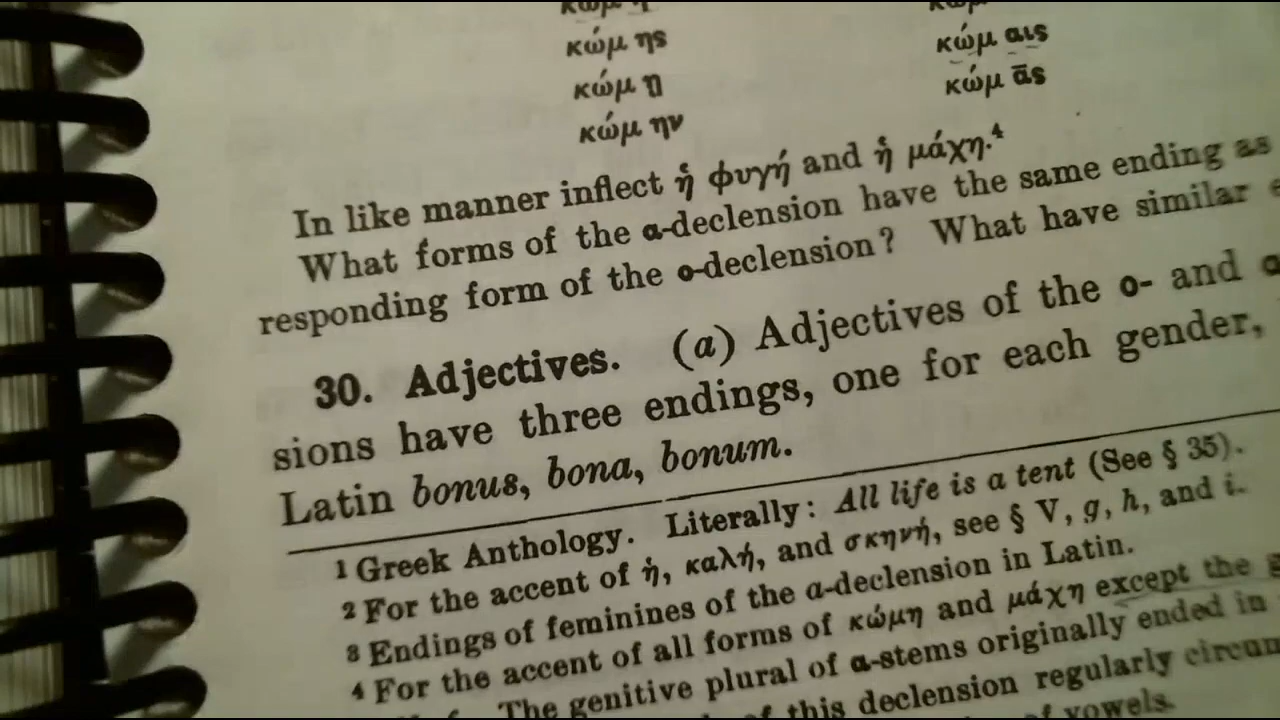 κώμ ης κώμ αις
κώμ ῃ κώμ ᾱς
κώμ ην
In like manner inflect ἡ φυγή and ἡ μάχη.⁴
What forms of the α-declension have the same ending as
responding form of the ο-declension? What have similar
30. Adjectives. (a) Adjectives of the ο- and
sions have three endings, one for each gender,
Latin bonus, bona, bonum.
¹ Greek Anthology. Literally: All life is a tent (See § 35).
² For the accent of ἡ, καλή, and σκηνή, see § V, g, h, and i.
³ Endings of feminines of the a-declension in Latin.
⁴ For the accent of all forms of κώμη and μάχη except the
The genitive plural of α-stems originally ended in
of this declension regularly
of vowels.